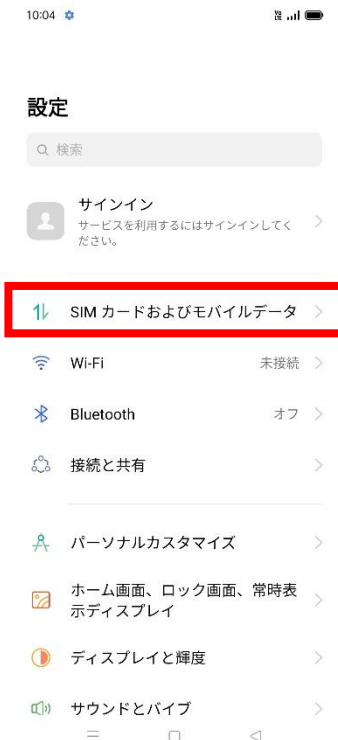 10:04
Vo LTE
設定
検索
サインイン
サービスを利用するにはサインインしてく
ださい。
SIM カードおよびモバイルデータ
Wi-Fi 未接続
Bluetooth オフ
接続と共有
パーソナルカスタマイズ
ホーム画面、ロック画面、常時表
示ディスプレイ
ディスプレイと輝度
サウンドとバイブ